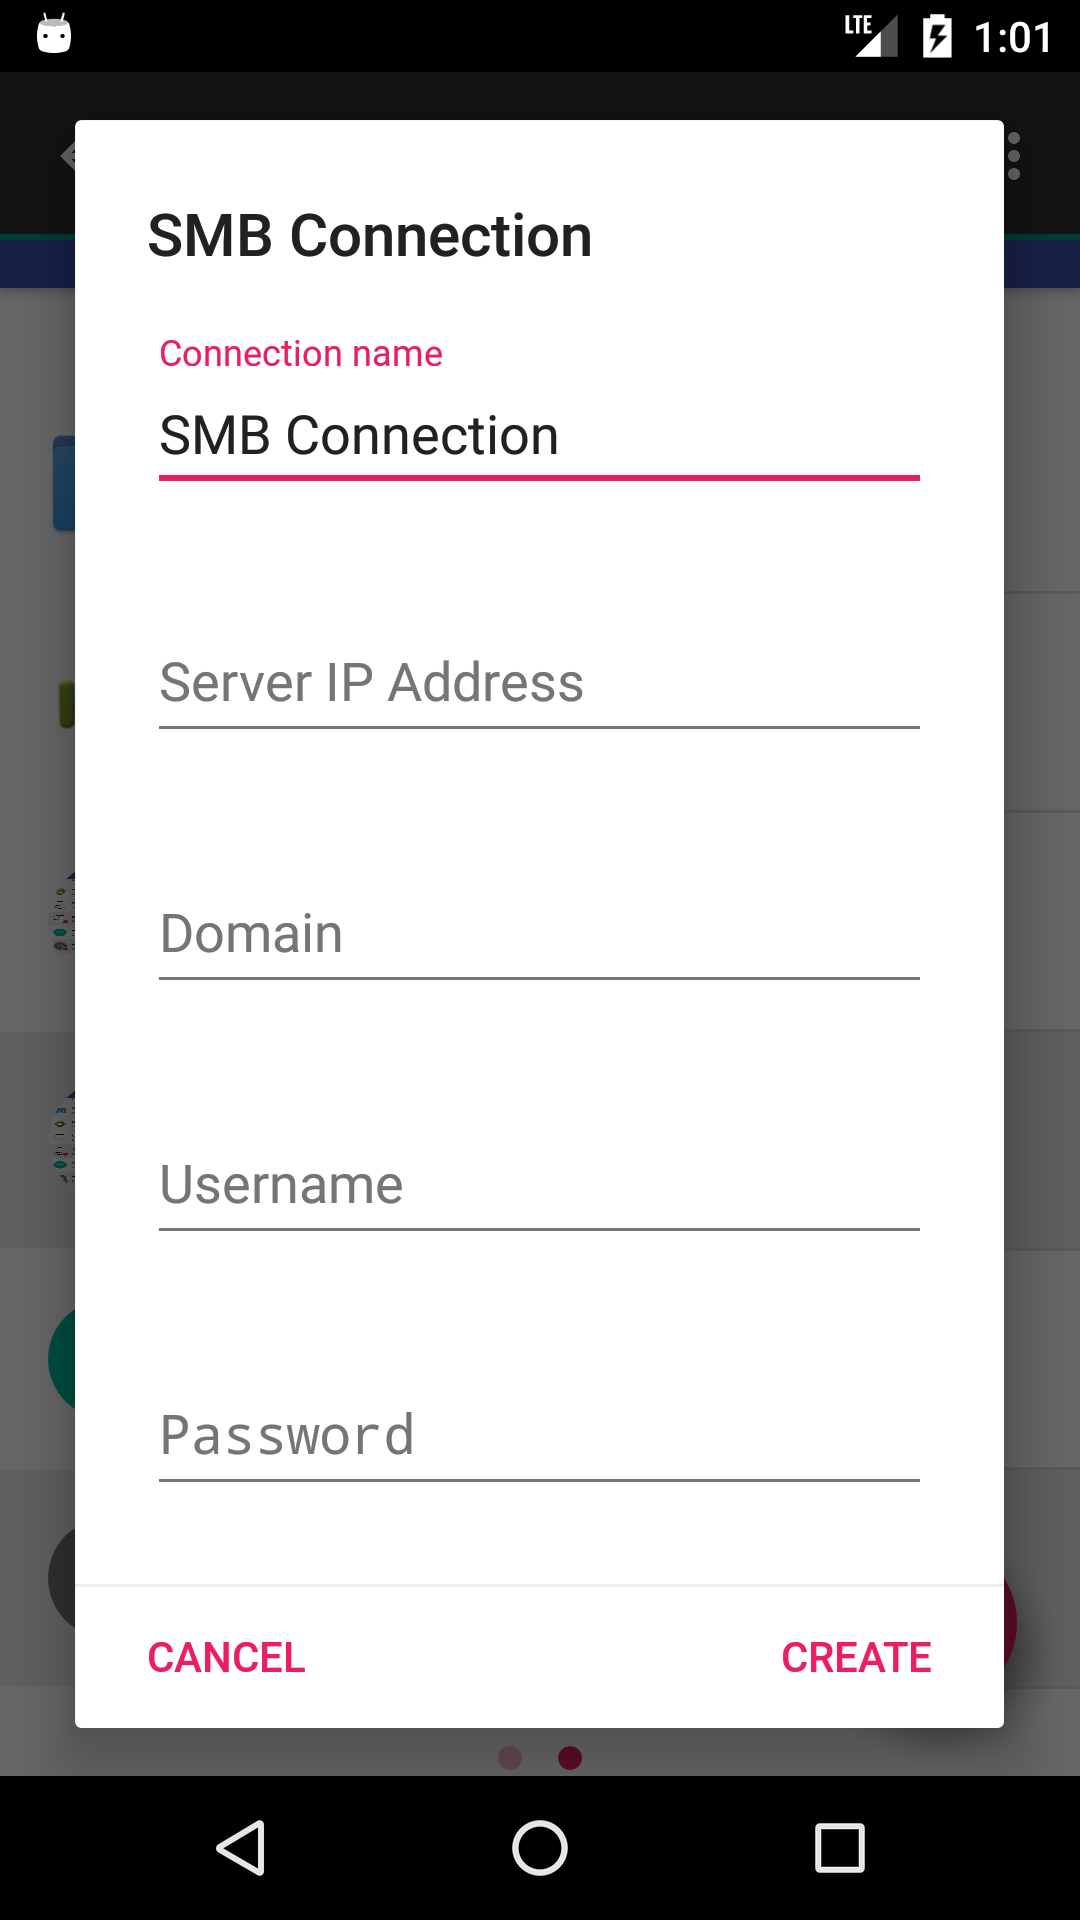 LTE 1:01
SMB Connection
Connection name
SMB Connection
Server IP Address
Domain
Username
Password
CANCEL CREATE